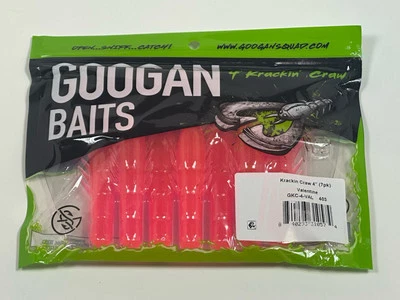 OPEN...SNIFF...CATCH!
WWW.GOOGANSQUAD.COM
GOOGAN
BAITS
Krackin' Craw
Krackin Craw 4" (7pk)
Valentine
GKC-4-VAL